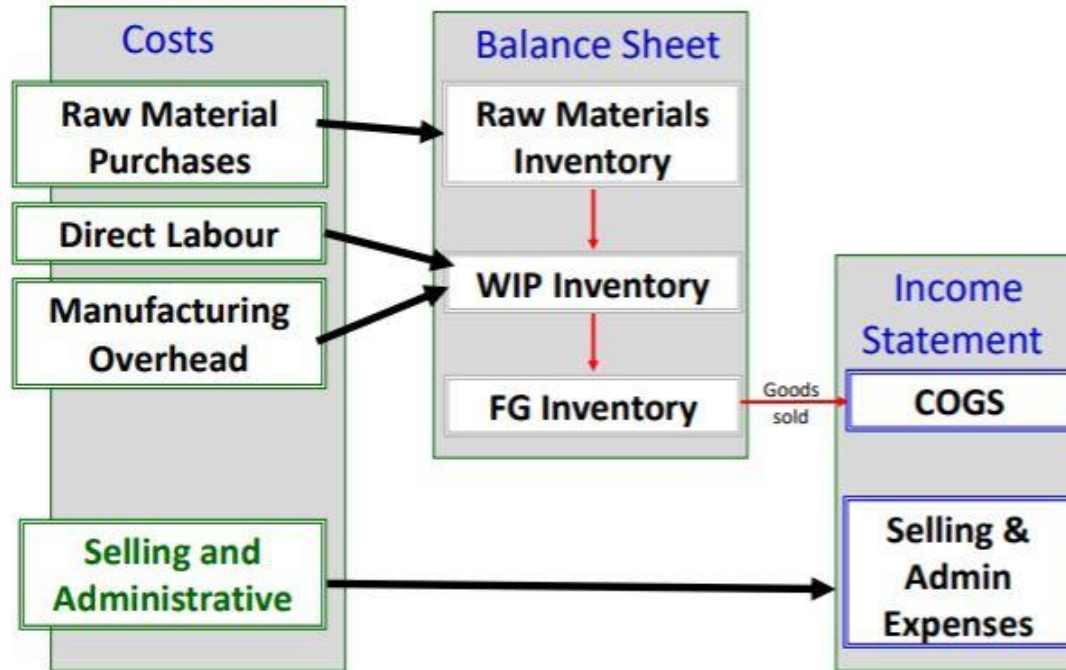 Costs
Raw Material
Purchases
Direct Labour
Manufacturing
Overhead
Selling and
Administrative
Balance Sheet
Raw Materials
Inventory
WIP Inventory
FG Inventory
Goods
sold
Income
Statement
COGS
Selling &
Admin
Expenses